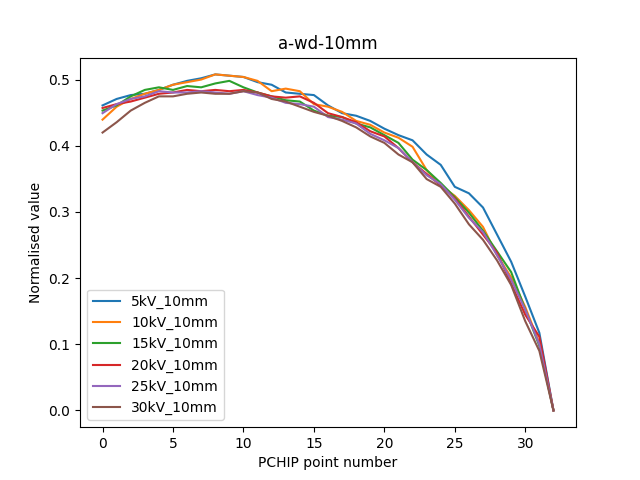 a-wd-10mm
Normalised value
0.5
0.4
0.3
0.2
0.1
0.0
5kV_10mm
10kV_10mm
15kV_10mm
20kV_10mm
25kV_10mm
30kV_10mm
0 5 10 15 20 25 30
PCHIP point number